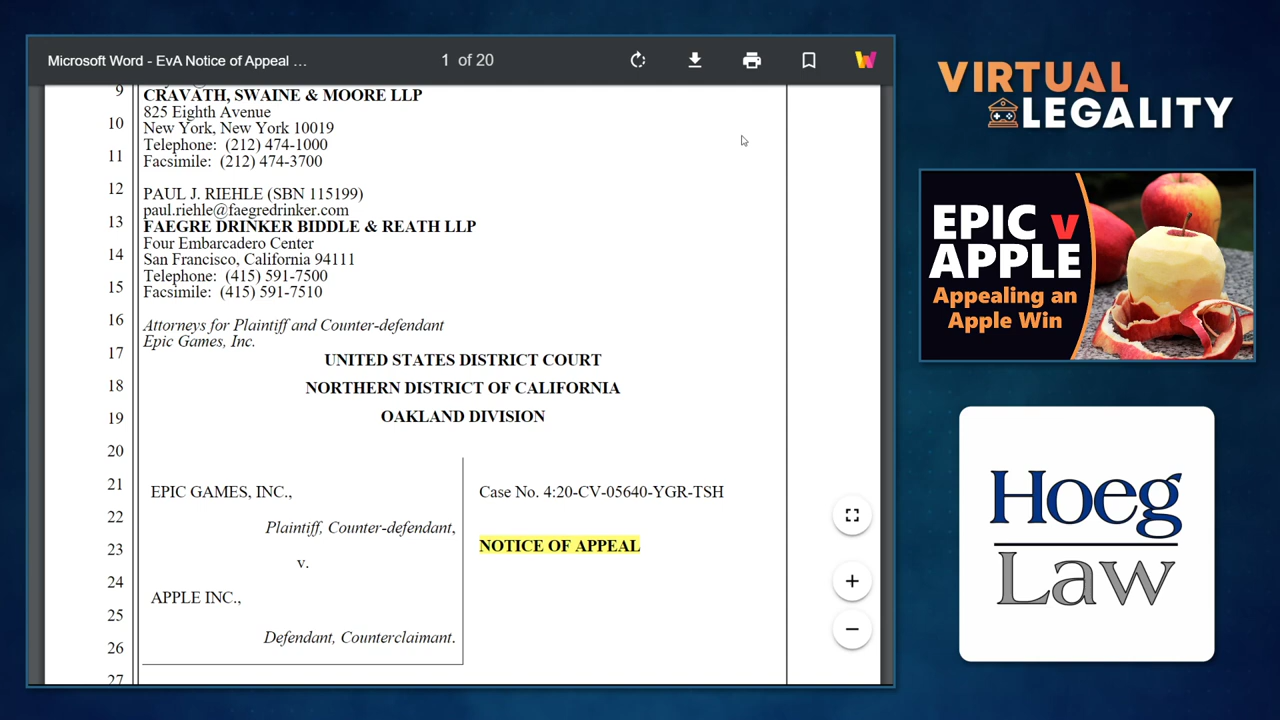 Microsoft Word - EvA Notice of Appeal ...
1 of 20
9 CRAVATH, SWAINE & MOORE LLP
825 Eighth Avenue
10 New York, New York 10019
Telephone: (212) 474-1000
11 Facsimile: (212) 474-3700
12 PAUL J. RIEHLE (SBN 115199)
paul.riehle@faegredrinker.com
13 FAEGRE DRINKER BIDDLE & REATH LLP
Four Embarcadero Center
14 San Francisco, California 94111
Telephone: (415) 591-7500
15 Facsimile: (415) 591-7510
16 Attorneys for Plaintiff and Counter-defendant
Epic Games, Inc.
17 UNITED STATES DISTRICT COURT
18 NORTHERN DISTRICT OF CALIFORNIA
19 OAKLAND DIVISION
20
21 EPIC GAMES, INC., Case No. 4:20-CV-05640-YGR-TSH
22 Plaintiff, Counter-defendant,
23 NOTICE OF APPEAL
v.
24 APPLE INC.,
25
26 Defendant, Counterclaimant.
27
VIRTUAL
LEGALITY
EPIC v
APPLE
Appealing an
Apple Win
Hoeg
Law